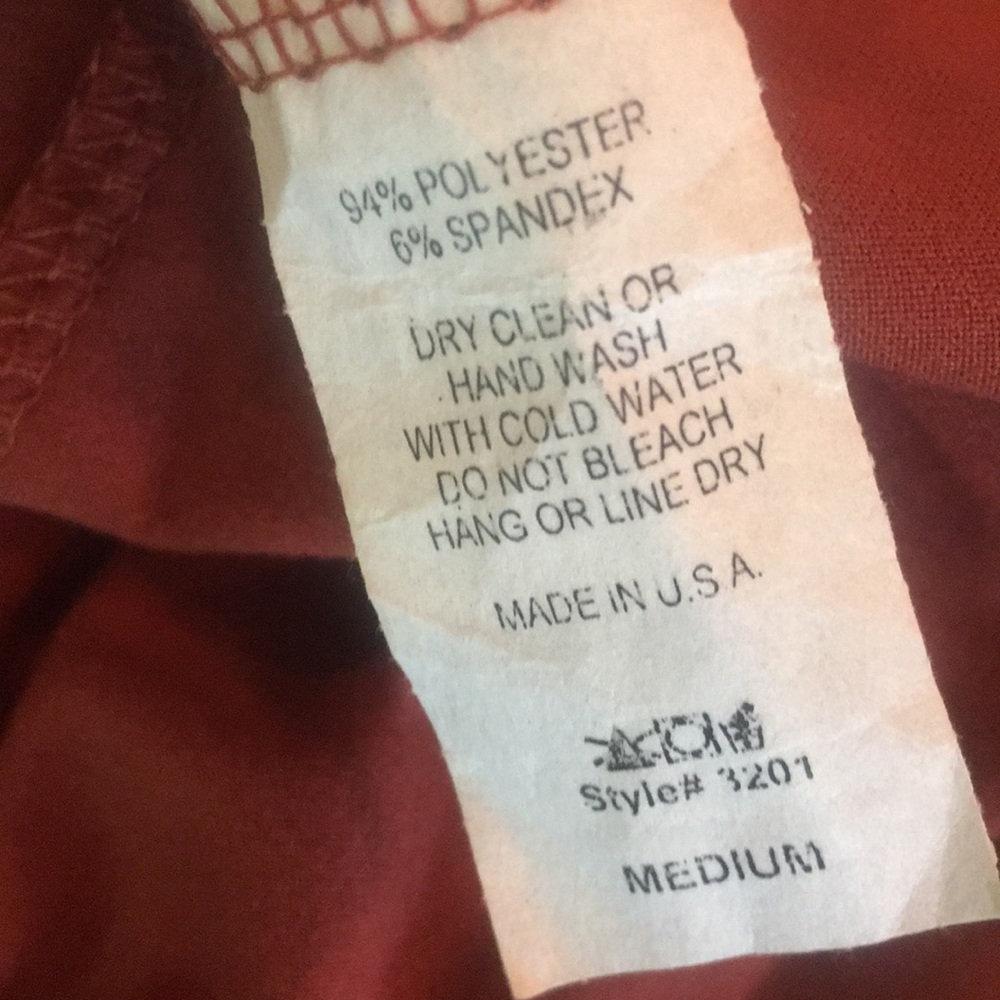 94% POLYESTER
6% SPANDEX
DRY CLEAN OR
HAND WASH
WITH COLD WATER
DO NOT BLEACH
HANG OR LINE DRY
MADE IN U.S.A.
Style# 3201
MEDIUM